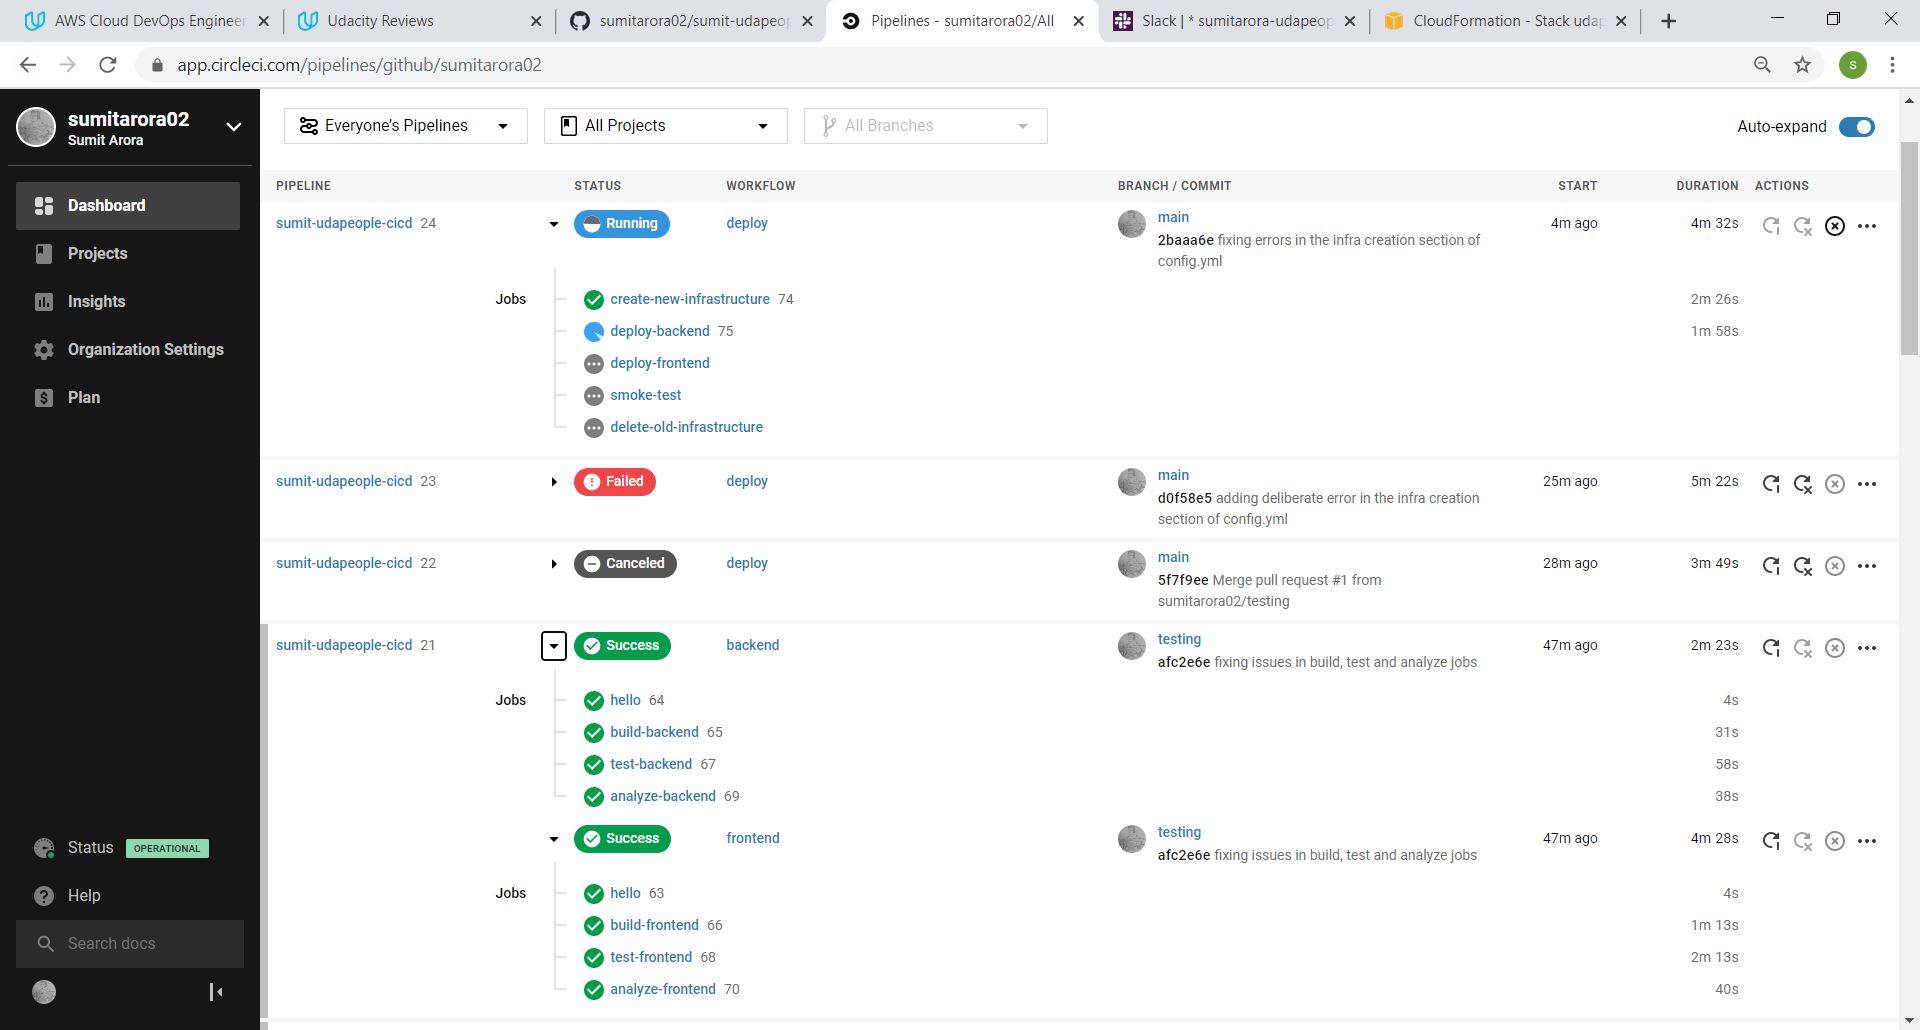 AWS Cloud DevOps Engineer
Udacity Reviews
sumitarora02/sumit-udapeop
Pipelines - sumitarora02/All
Slack | * sumitarora-udapeop
CloudFormation - Stack udap
app.circleci.com/pipelines/github/sumitarora02
s
sumitarora02
Sumit Arora
Dashboard
Projects
Insights
Organization Settings
Plan
Status OPERATIONAL
Help
Search docs
Everyone's Pipelines
All Projects
All Branches
Auto-expand
PIPELINE STATUS WORKFLOW BRANCH / COMMIT START DURATION ACTIONS
sumit-udapeople-cicd 24 Running deploy main 4m ago 4m 32s
2baaa6e fixing errors in the infra creation section of
config.yml
Jobs create-new-infrastructure 74 2m 26s
deploy-backend 75 1m 58s
deploy-frontend
smoke-test
delete-old-infrastructure
sumit-udapeople-cicd 23 Failed deploy main 25m ago 5m 22s
d0f58e5 adding deliberate error in the infra creation
section of config.yml
sumit-udapeople-cicd 22 Canceled deploy main 28m ago 3m 49s
5f7f9ee Merge pull request #1 from
sumitarora02/testing
sumit-udapeople-cicd 21 Success backend testing 47m ago 2m 23s
afc2e6e fixing issues in build, test and analyze jobs
Jobs hello 64 4s
build-backend 65 31s
test-backend 67 58s
analyze-backend 69 38s
Success frontend testing 47m ago 4m 28s
afc2e6e fixing issues in build, test and analyze jobs
Jobs hello 63 4s
build-frontend 66 1m 13s
test-frontend 68 2m 13s
analyze-frontend 70 40s